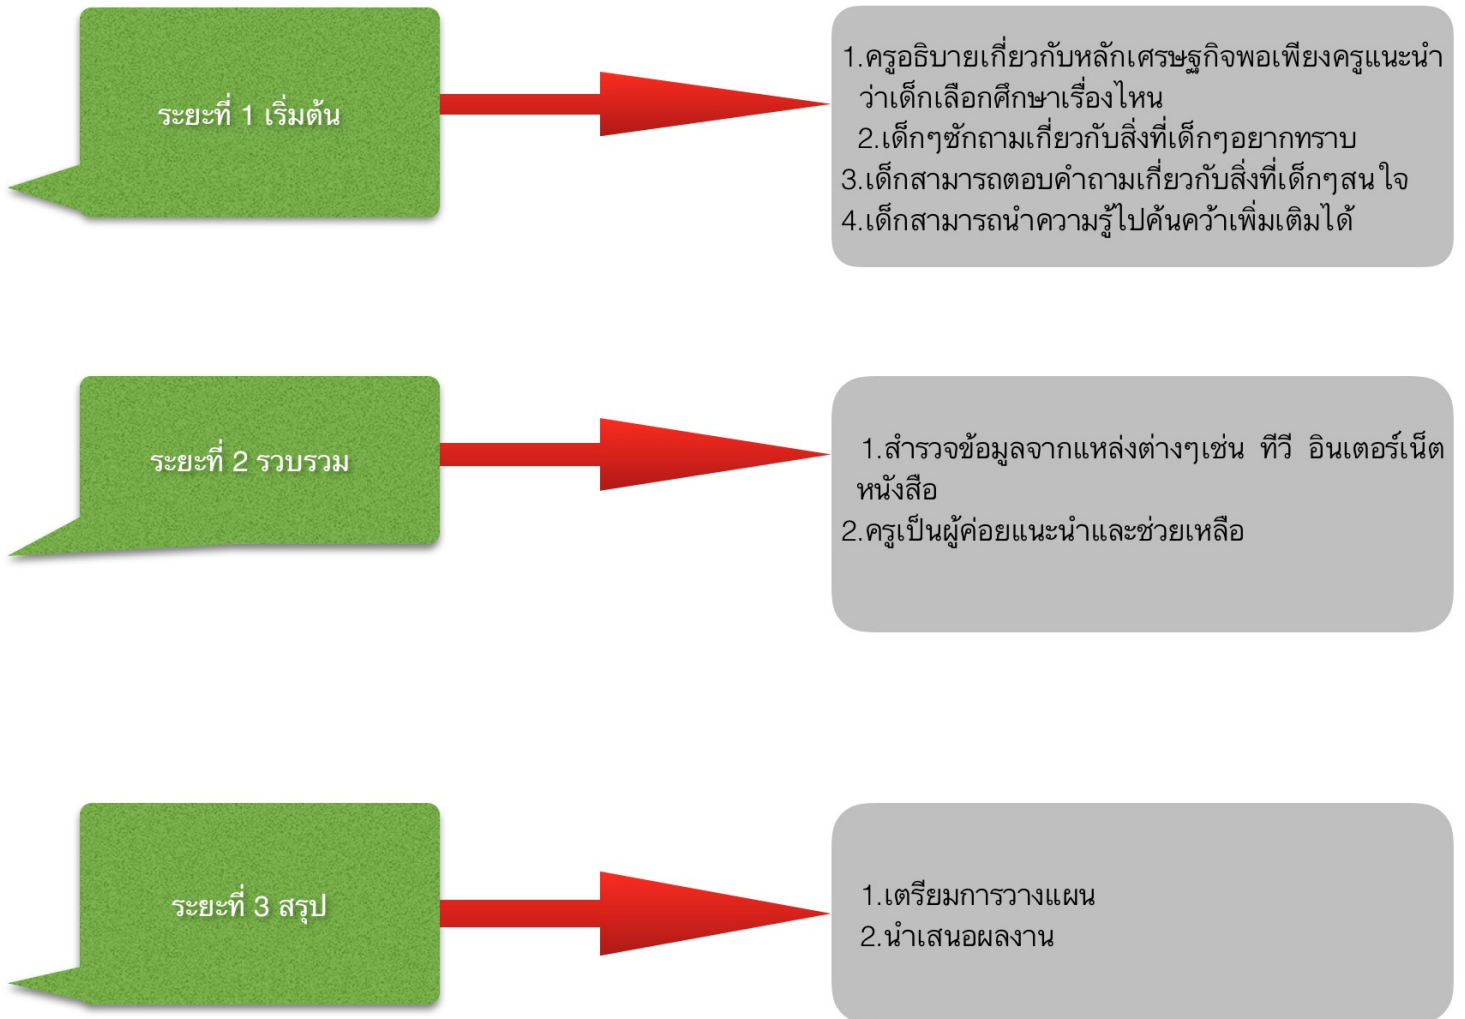 ระยะที่ 1 เริ่มต้น
1.ครูอธิบายเกี่ยวกับหลักเศรษฐกิจพอเพียงครูแนะนำ
ว่าเด็กเลือกศึกษาเรื่องไหน
2.เด็กๆซักถามเกี่ยวกับสิ่งที่เด็กๆอยากทราบ
3.เด็กสามารถตอบคำถามเกี่ยวกับสิ่งที่เด็กๆสนใจ
4.เด็กสามารถนำความรู้ไปค้นคว้าเพิ่มเติมได้
ระยะที่ 2 รวบรวม
1.สำรวจข้อมูลจากแหล่งต่างๆเช่น ทีวี อินเตอร์เน็ต
หนังสือ
2.ครูเป็นผู้ค่อยแนะนำและช่วยเหลือ
ระยะที่ 3 สรุป
1.เตรียมการวางแผน
2.นำเสนอผลงาน